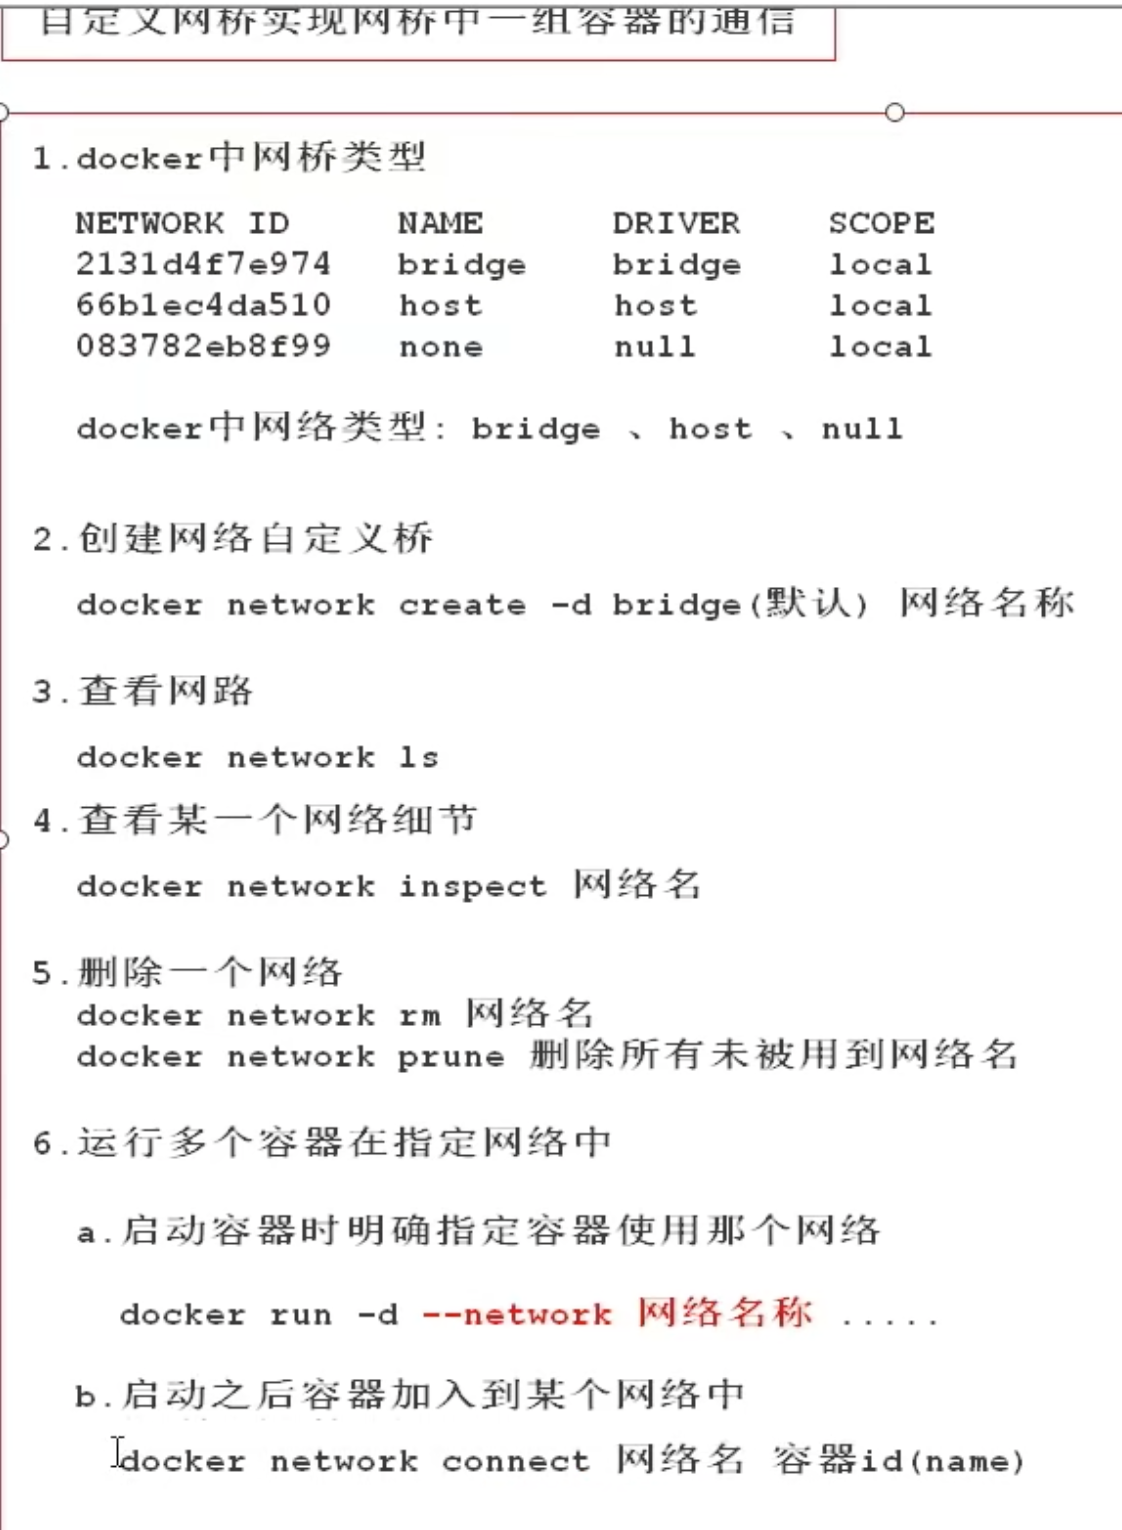 自定义网桥实现网桥中一组容器的通信
1.docker中网桥类型
NETWORK ID NAME DRIVER SCOPE
2131d4f7e974 bridge bridge local
66b1ec4da510 host host local
083782eb8f99 none null local
docker中网络类型: bridge 、host 、null
2.创建网络自定义桥
docker network create -d bridge(默认) 网络名称
3.查看网路
docker network ls
4.查看某一个网络细节
docker network inspect 网络名
5.删除一个网络
docker network rm 网络名
docker network prune 删除所有未被用到网络名
6.运行多个容器在指定网络中
a.启动容器时明确指定容器使用那个网络
docker run -d --network 网络名称 .....
b.启动之后容器加入到某个网络中
docker network connect 网络名 容器id(name)